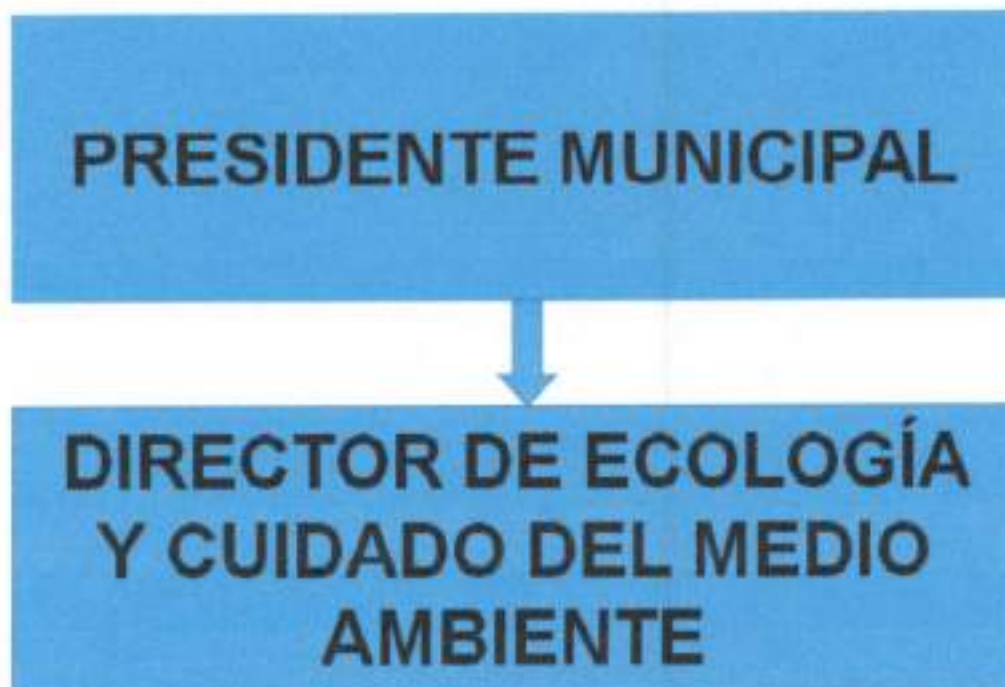 PRESIDENTE MUNICIPAL
DIRECTOR DE ECOLOGÍA
Y CUIDADO DEL MEDIO
AMBIENTE